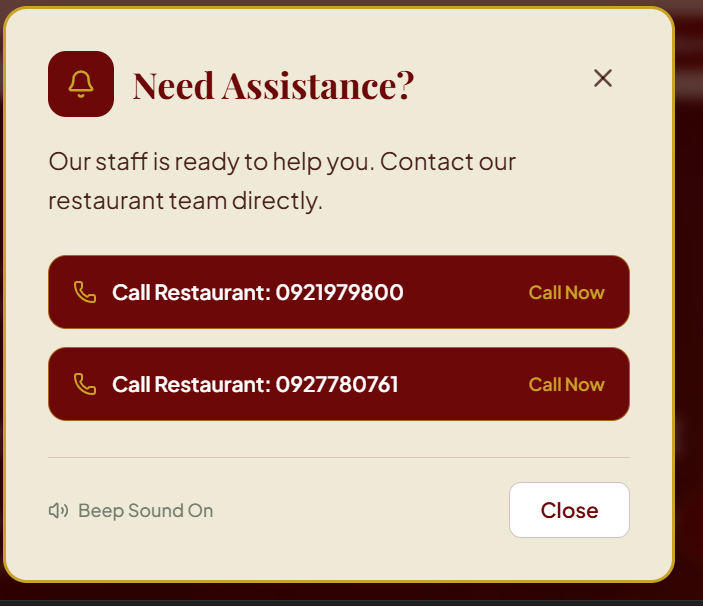 Need Assistance?
Our staff is ready to help you. Contact our
restaurant team directly.
Call Restaurant: 0921979800 Call Now
Call Restaurant: 0927780761 Call Now
Beep Sound On Close